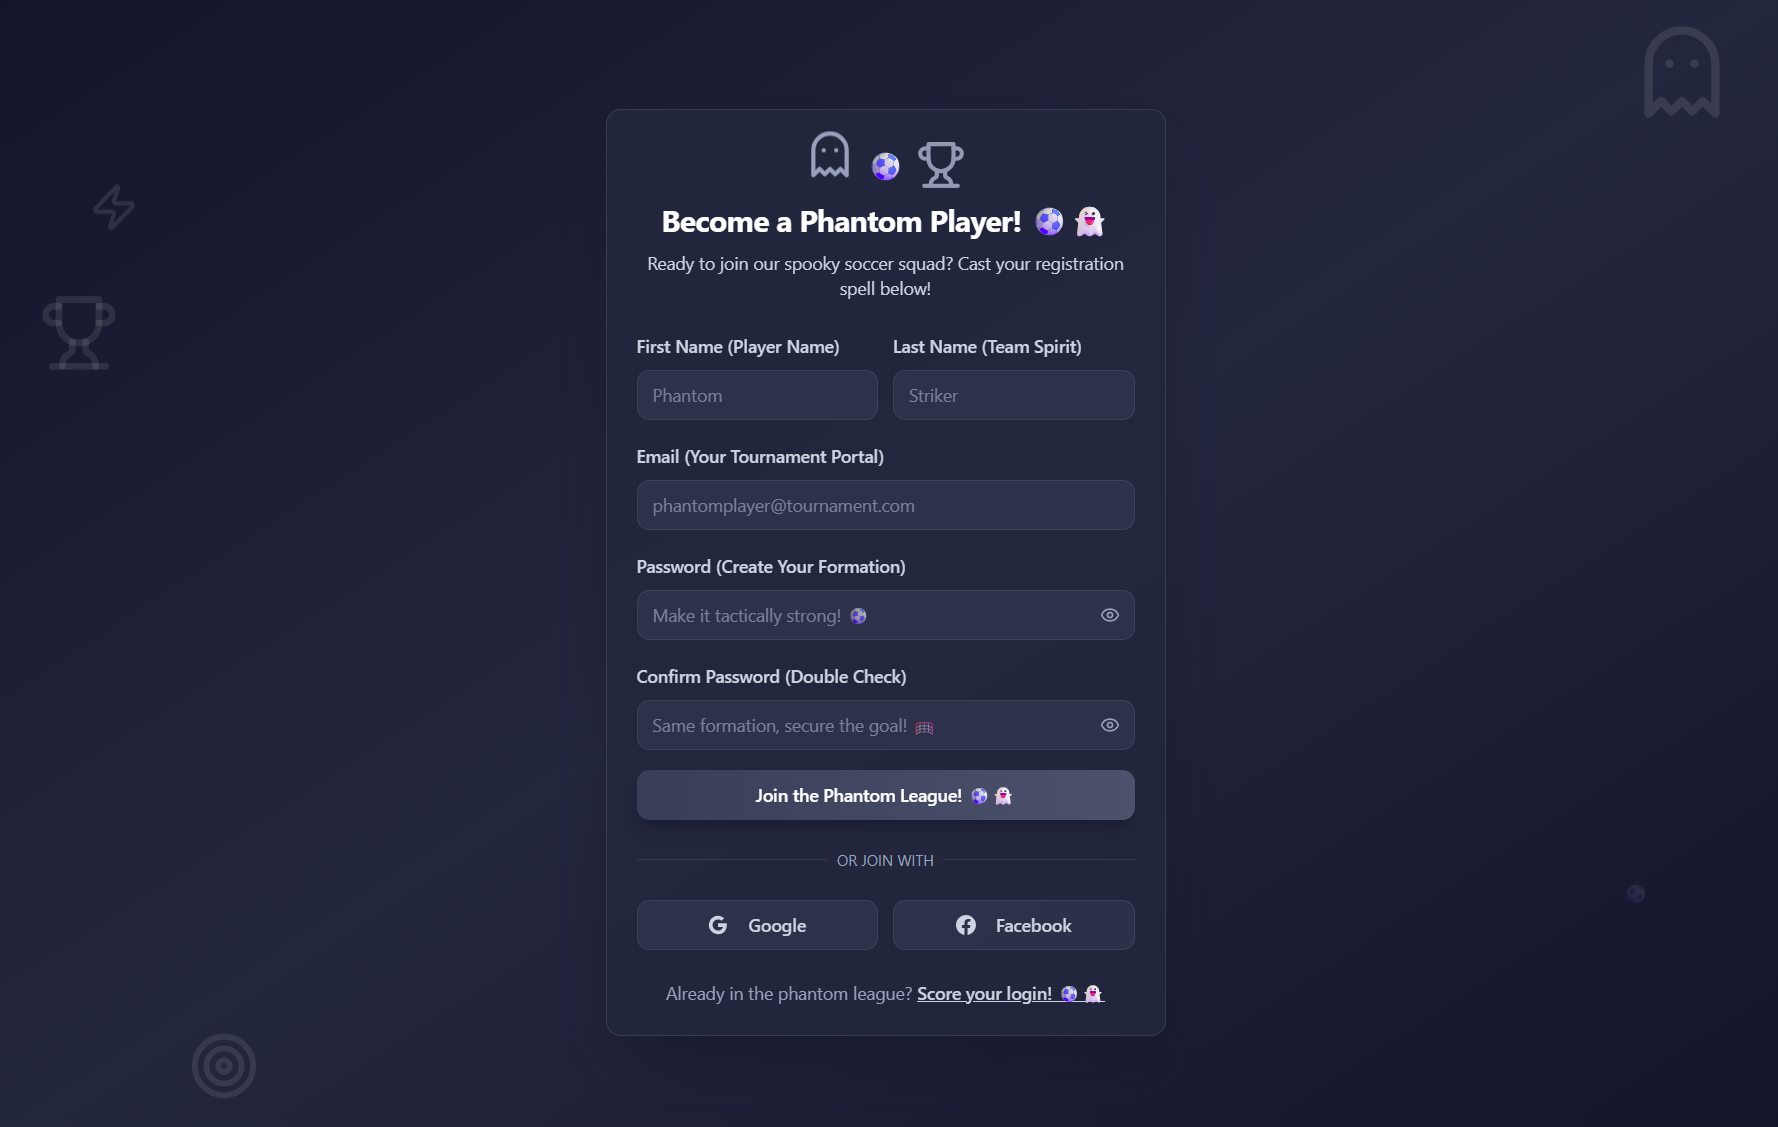 Become a Phantom Player! ⚽ 👻
Ready to join our spooky soccer squad? Cast your registration
spell below!
First Name (Player Name)
Last Name (Team Spirit)
Phantom
Striker
Email (Your Tournament Portal)
phantomplayer@tournament.com
Password (Create Your Formation)
Make it tactically strong! ⚽
Confirm Password (Double Check)
Same formation, secure the goal! 🥅
Join the Phantom League! ⚽ 👻
OR JOIN WITH
Google
Facebook
Already in the phantom league? Score your login! ⚽ 👻